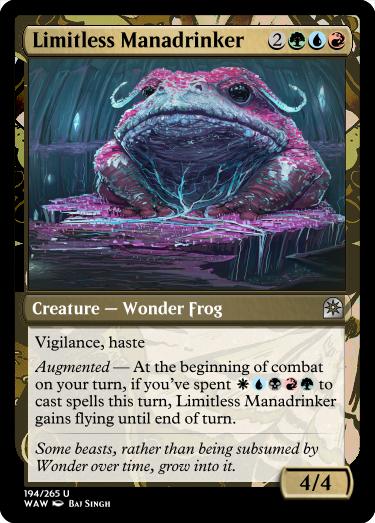 Limitless Manadrinker 2
Creature — Wonder Frog
Vigilance, haste
Augmented — At the beginning of combat
on your turn, if you've spent to
cast spells this turn, Limitless Manadrinker
gains flying until end of turn.
Some beasts, rather than being subsumed by
Wonder over time, grow into it.
4/4
194/265 U
WAW Baj Singh